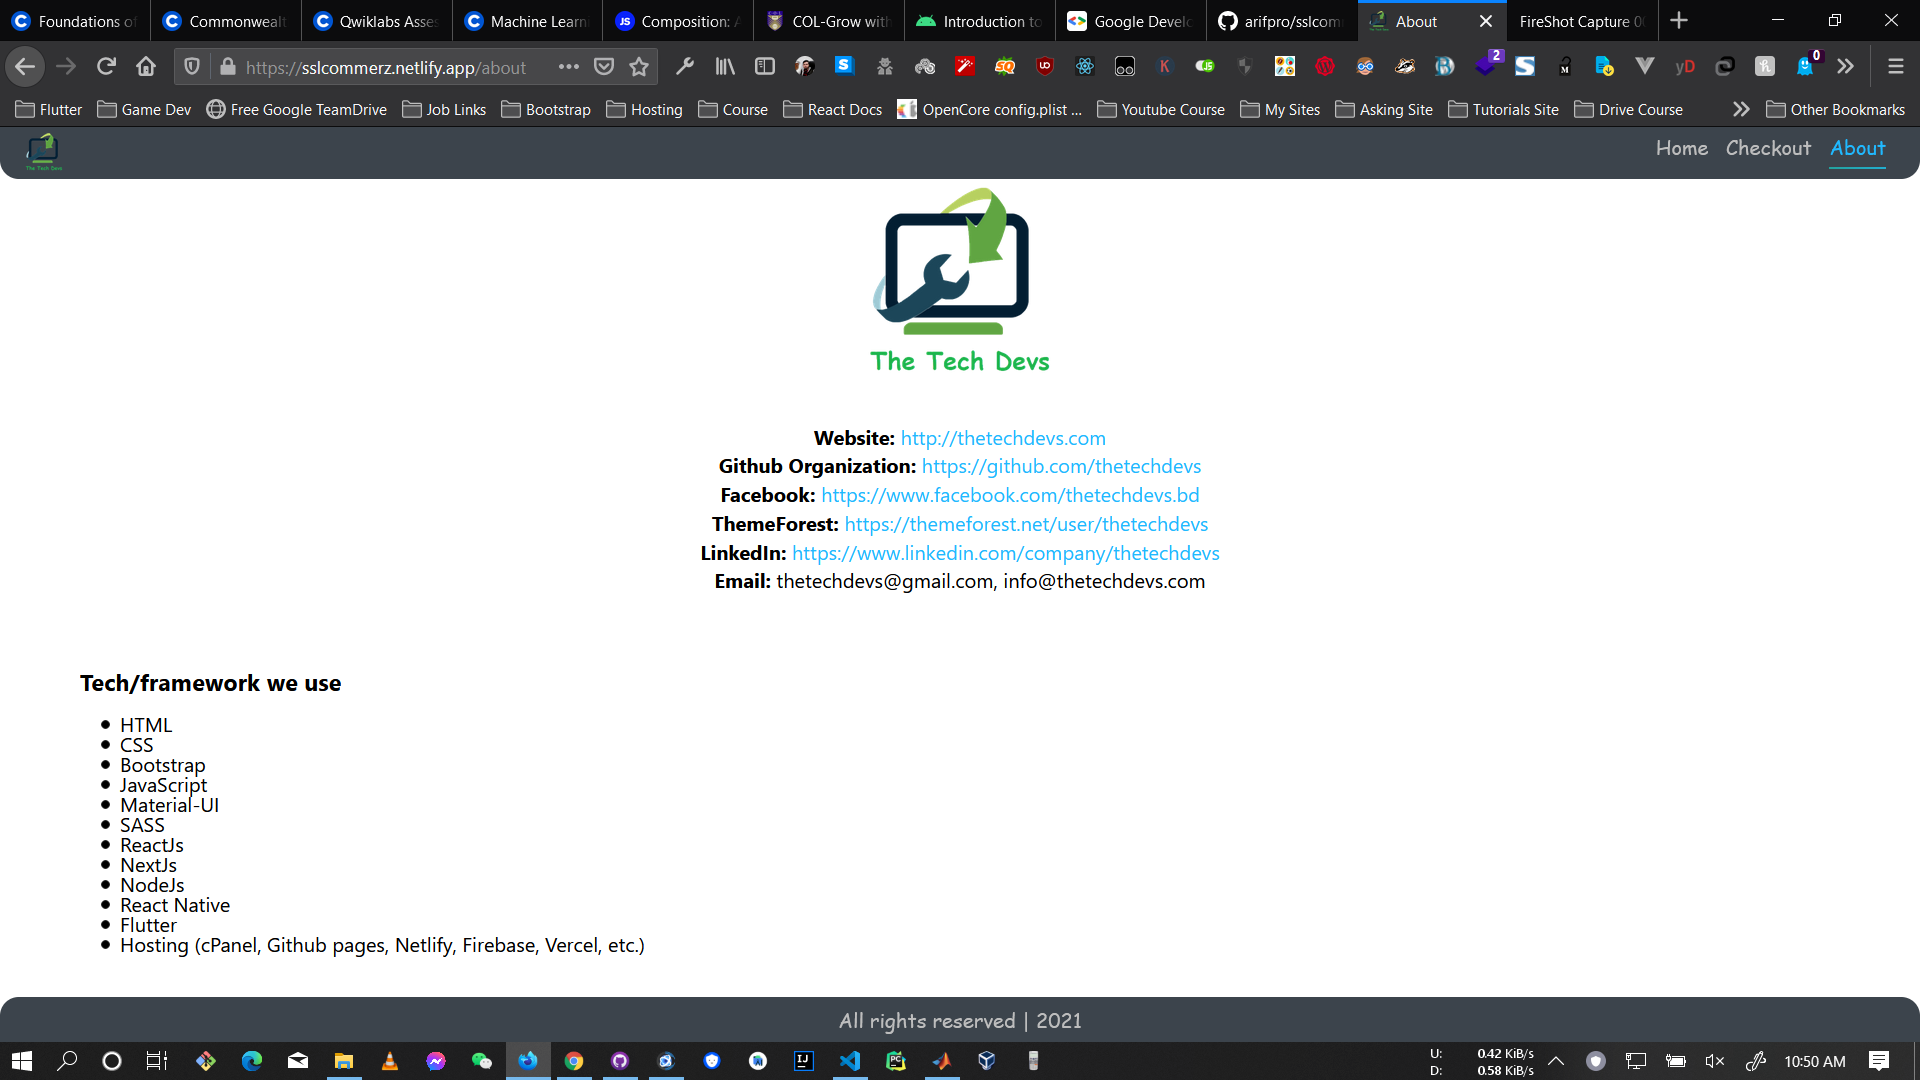 Foundations of
Commonwealt
Qwiklabs Asses
Machine Learni
Composition: A
COL-Grow with
Introduction to
Google Develo
arifpro/sslcom
About
FireShot Capture 00
https://sslcommerz.netlify.app/about
2
0
Flutter
Game Dev
Free Google TeamDrive
Job Links
Bootstrap
Hosting
Course
React Docs
OpenCore config.plist ...
Youtube Course
My Sites
Asking Site
Tutorials Site
Drive Course
Other Bookmarks
The Tech Devs
Home Checkout About
The Tech Devs
Website: http://thetechdevs.com
Github Organization: https://github.com/thetechdevs
Facebook: https://www.facebook.com/thetechdevs.bd
ThemeForest: https://themeforest.net/user/thetechdevs
LinkedIn: https://www.linkedin.com/company/thetechdevs
Email: thetechdevs@gmail.com, info@thetechdevs.com
Tech/framework we use
HTML
CSS
Bootstrap
JavaScript
Material-UI
SASS
ReactJs
NextJs
NodeJs
React Native
Flutter
Hosting (cPanel, Github pages, Netlify, Firebase, Vercel, etc.)
All rights reserved | 2021
U: 0.42 KiB/s
D: 0.58 KiB/s
10:50 AM